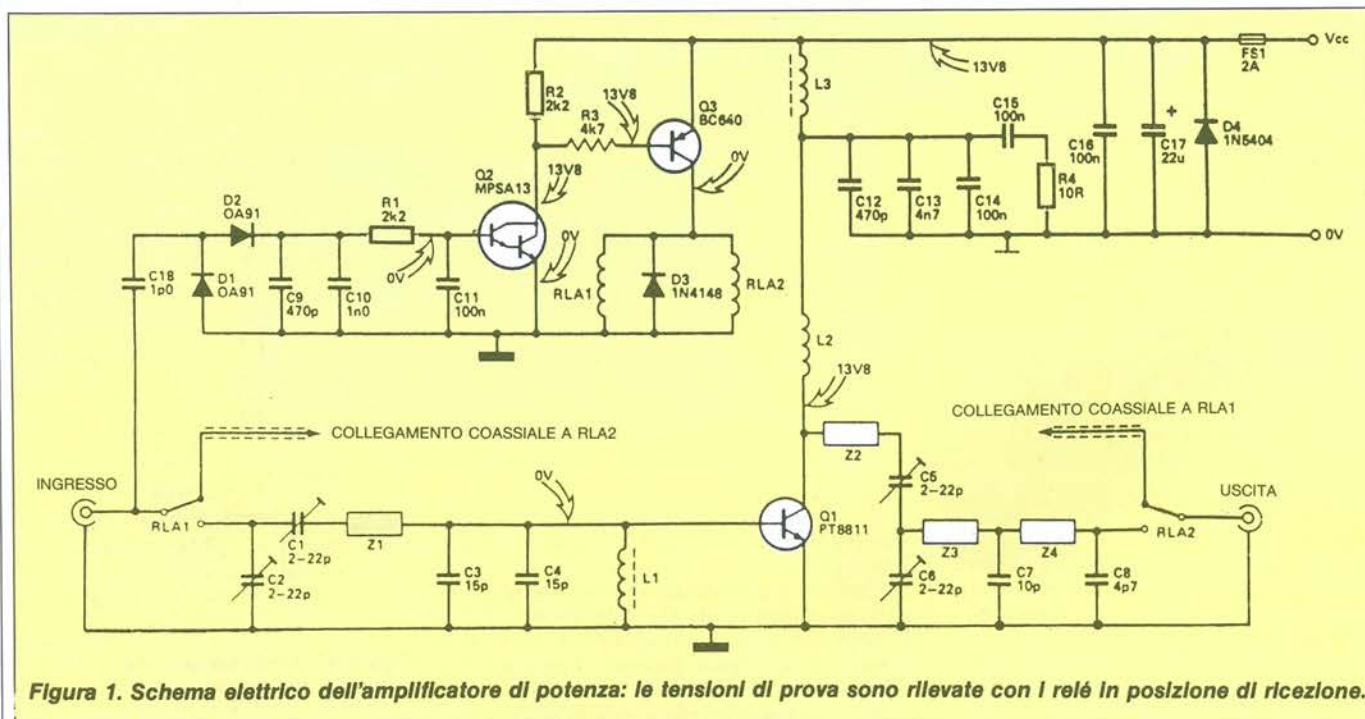 Vcc
FS1
2A
13V8
L3
R2
2k2
R3
4k7
13V8
Q3
BC640
C15
100n
C16
100n
+
C17
22u
D4
1N5404
0V
Q2
MPSA13
13V8
R4
10R
C12
470p
C13
4n7
C14
100n
D2
OA91
R1
2k2
0V
0V
0V
C18
1p0
D1
OA91
C9
470p
C10
1n0
C11
100n
RLA1
D3
1N4148
RLA2
L2
13V8
COLLEGAMENTO COASSIALE A RLA2
COLLEGAMENTO COASSIALE A RLA1
INGRESSO
0V
Z2
C5
2–22p
USCITA
RLA1
C1
2–22p
Z1
Q1
PT8811
RLA2
C2
2–22p
C3
15p
C4
15p
L1
C6
2–22p
Z3
Z4
C7
10p
C8
4p7
Figura 1. Schema elettrico dell'amplificatore di potenza: le tensioni di prova sono rilevate con i relé in posizione di ricezione.